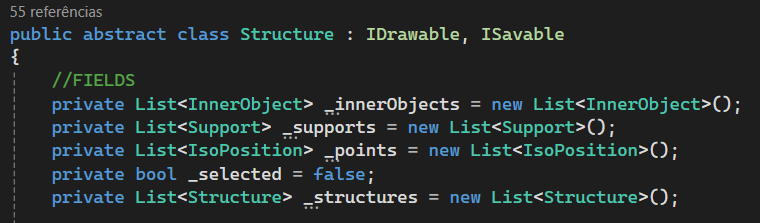 55 referências
public abstract class Structure : IDrawable, ISavable
{
//FIELDS
private List<InnerObject> _innerObjects = new List<InnerObject>();
private List<Support> _supports = new List<Support>();
private List<IsoPosition> _points = new List<IsoPosition>();
private bool _selected = false;
private List<Structure> _structures = new List<Structure>();